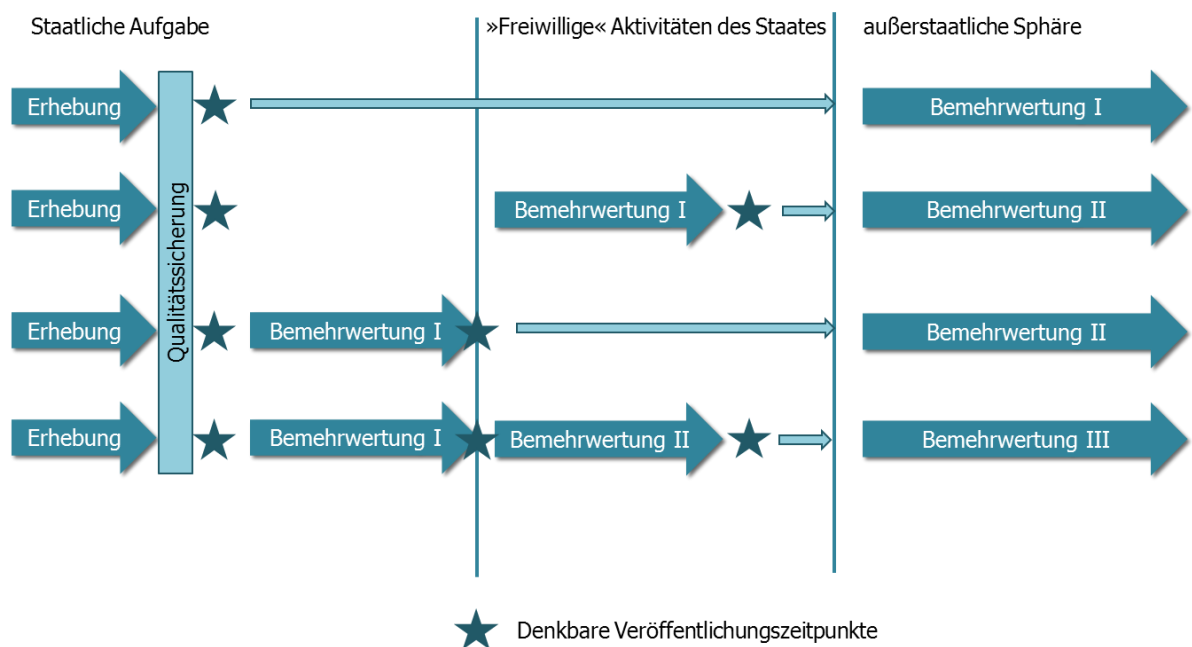 Staatliche Aufgabe
»Freiwillige« Aktivitäten des Staates
außerstaatliche Sphäre
Erhebung
Bemehrwertung I
Erhebung
Bemehrwertung I
Bemehrwertung II
Qualitätssicherung
Erhebung
Bemehrwertung I
Bemehrwertung II
Erhebung
Bemehrwertung I
Bemehrwertung II
Bemehrwertung III
Denkbare Veröffentlichungszeitpunkte